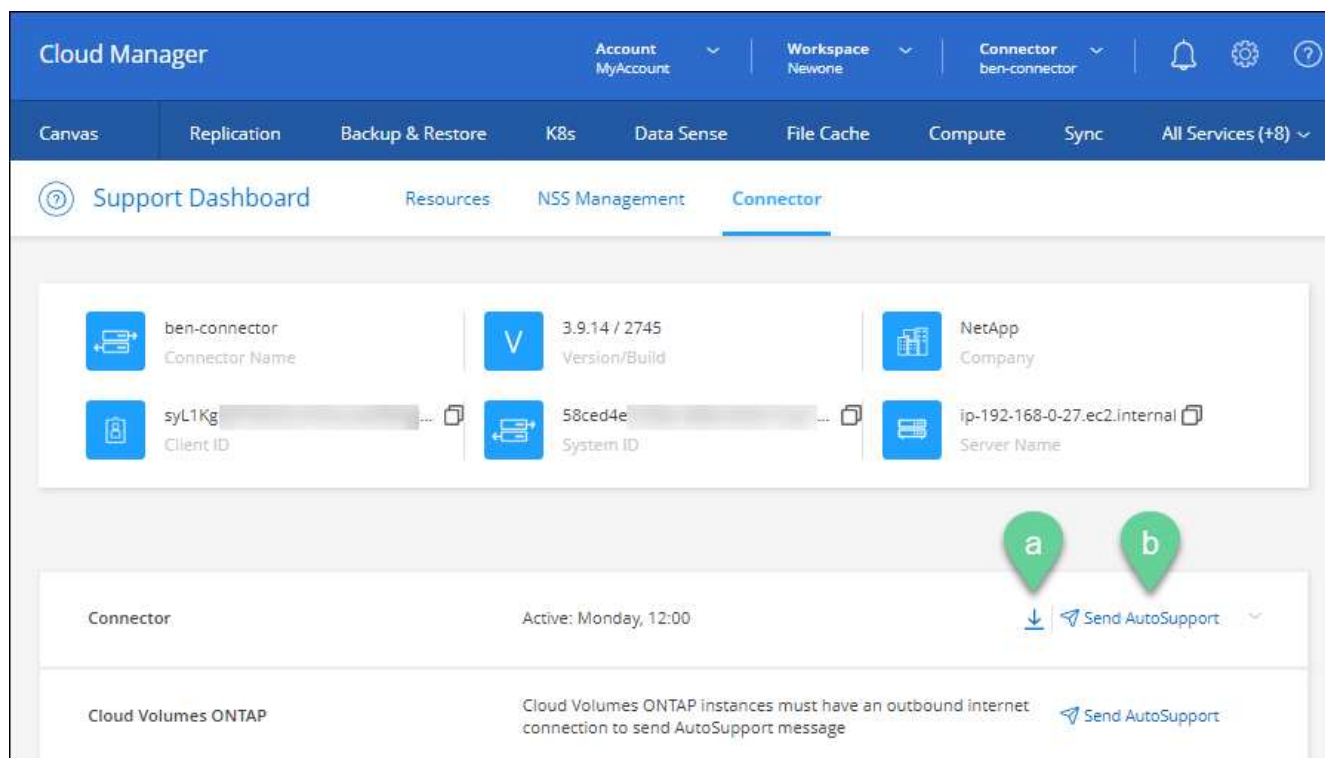 Cloud Manager
Account
MyAccount
Workspace
Newone
Connector
ben-connector
Canvas
Replication
Backup & Restore
K8s
Data Sense
File Cache
Compute
Sync
All Services (+8)
Support Dashboard
Resources
NSS Management
Connector
ben-connector
Connector Name
V
3.9.14 / 2745
Version/Build
NetApp
Company
syL1Kg
...
Client ID
58ced4e
...
System ID
ip-192-168-0-27.ec2.internal
Server Name
a
b
Connector
Active: Monday, 12:00
Send AutoSupport
Cloud Volumes ONTAP
Cloud Volumes ONTAP instances must have an outbound internet
connection to send AutoSupport message
Send AutoSupport